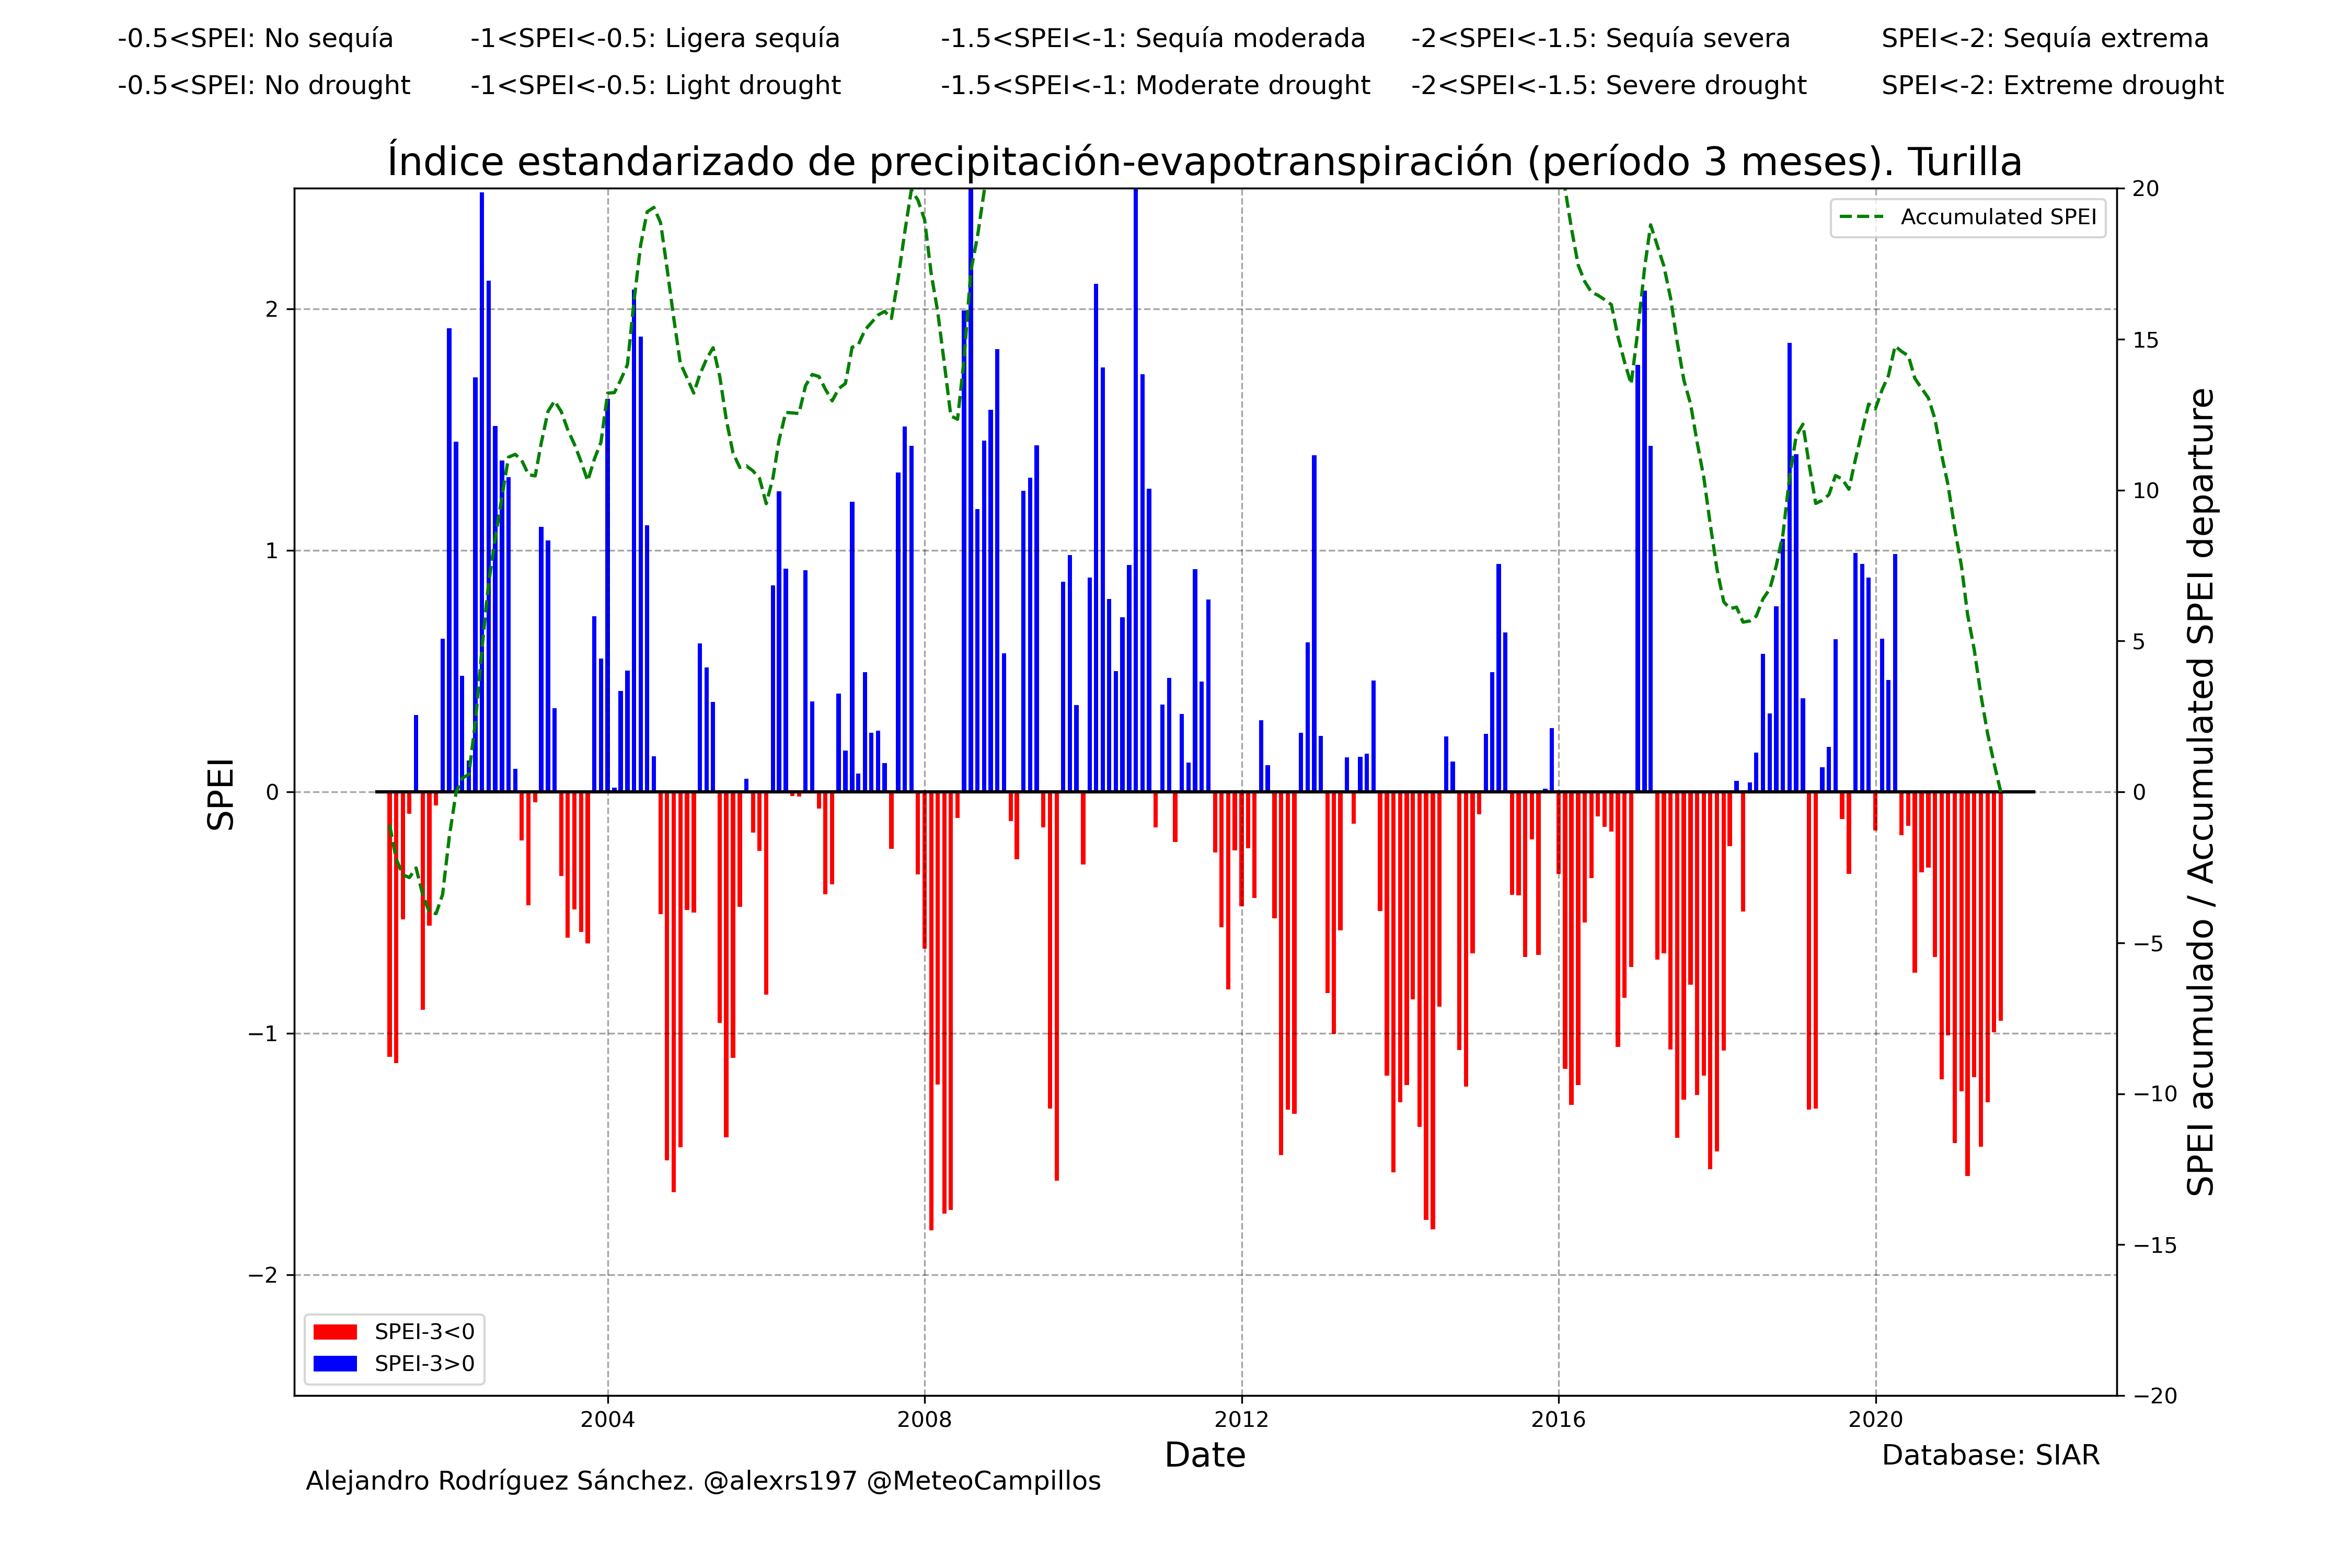 -0.5<SPEI: No sequía -1<SPEI<-0.5: Ligera sequía -1.5<SPEI<-1: Sequía moderada -2<SPEI<-1.5: Sequía severa SPEI<-2: Sequía extrema
-0.5<SPEI: No drought -1<SPEI<-0.5: Light drought -1.5<SPEI<-1: Moderate drought -2<SPEI<-1.5: Severe drought SPEI<-2: Extreme drought
Índice estandarizado de precipitación-evapotranspiración (período 3 meses). Turilla
Accumulated SPEI
SPEI
2
1
0
−1
−2
20
15
10
5
0
−5
−10
−15
−20
SPEI acumulado / Accumulated SPEI departure
SPEI-3<0
SPEI-3>0
2004 2008 2012 2016 2020
Date
Database: SIAR
Alejandro Rodríguez Sánchez. @alexrs197 @MeteoCampillos